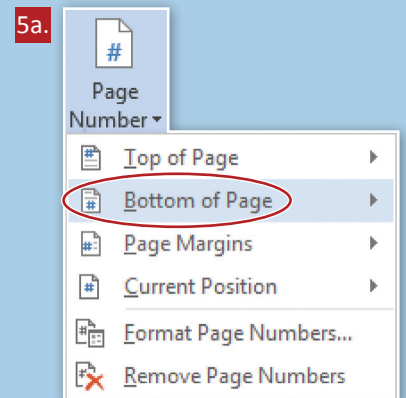 5a.
#
Page
Number
Top of Page
Bottom of Page
Page Margins
Current Position
Format Page Numbers...
Remove Page Numbers